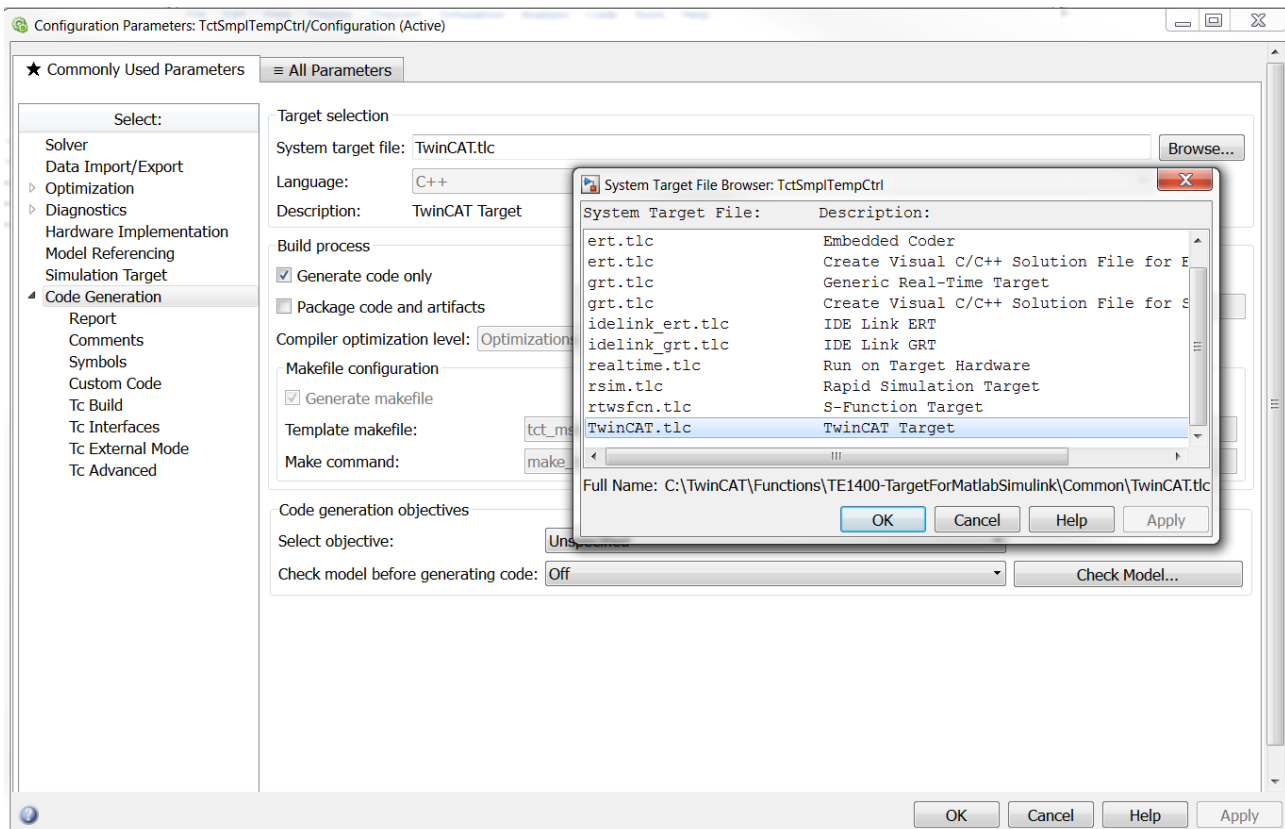 Configuration Parameters: TctSmplTempCtrl/Configuration (Active)
★ Commonly Used Parameters
≡ All Parameters
Select:
Solver
Data Import/Export
Optimization
Diagnostics
Hardware Implementation
Model Referencing
Simulation Target
Code Generation
Report
Comments
Symbols
Custom Code
Tc Build
Tc Interfaces
Tc External Mode
Tc Advanced
Target selection
System target file: TwinCAT.tlc Browse...
Language: C++
Description: TwinCAT Target
Build process
Generate code only
Package code and artifacts
Compiler optimization level: Optimization
Makefile configuration
Generate makefile
Template makefile: tct_ms
Make command: make_
Code generation objectives
Select objective: Unspecified
Check model before generating code: Off Check Model...
System Target File Browser: TctSmplTempCtrl
System Target File: Description:
ert.tlc Embedded Coder
ert.tlc Create Visual C/C++ Solution File for E
grt.tlc Generic Real-Time Target
grt.tlc Create Visual C/C++ Solution File for S
idelink_ert.tlc IDE Link ERT
idelink_grt.tlc IDE Link GRT
realtime.tlc Run on Target Hardware
rsim.tlc Rapid Simulation Target
rtwsfcn.tlc S-Function Target
TwinCAT.tlc TwinCAT Target
Full Name: C:\TwinCAT\Functions\TE1400-TargetForMatlabSimulink\Common\TwinCAT.tlc
OK Cancel Help Apply
OK Cancel Help Apply